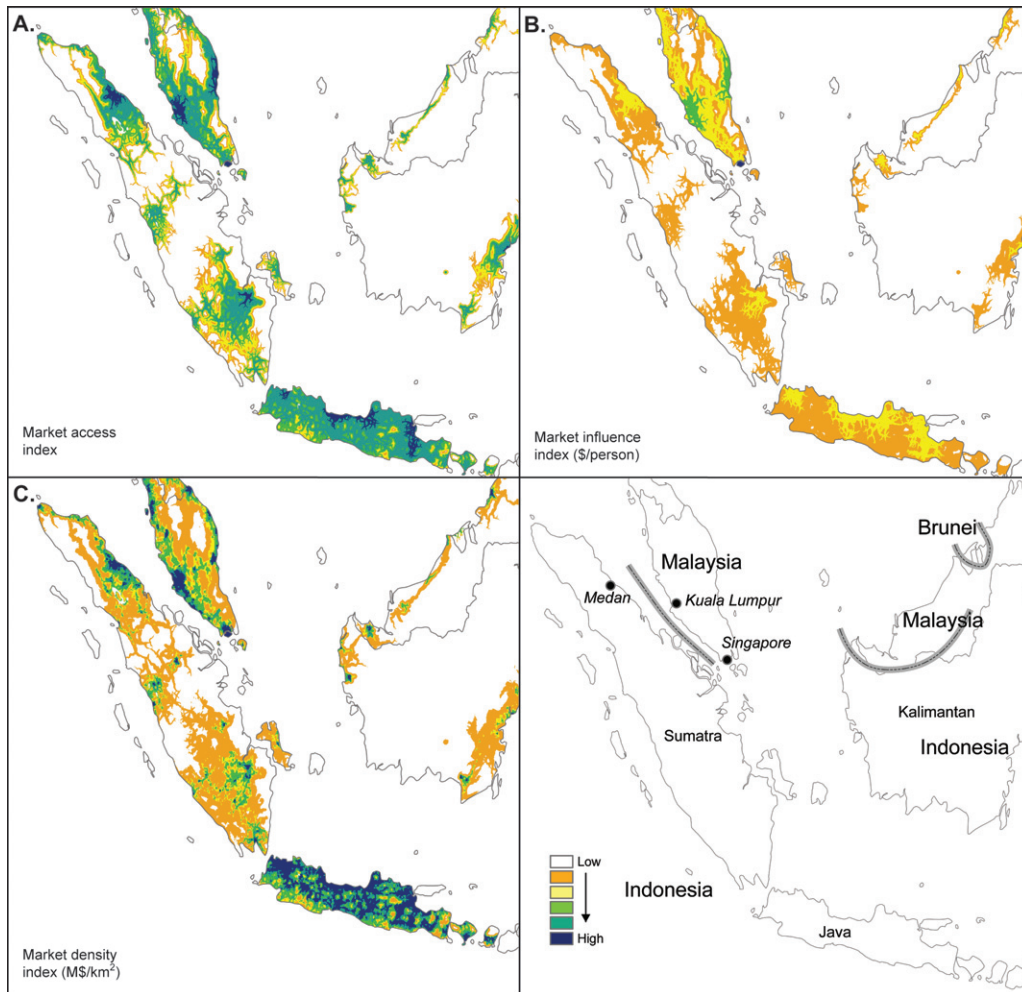 A.
Market access
index
B.
Market influence
index ($/person)
C.
Market density
index (M$/km²)
Brunei
Malaysia
Medan
Kuala Lumpur
Malaysia
Singapore
Kalimantan
Sumatra
Indonesia
Low
Indonesia
High
Java